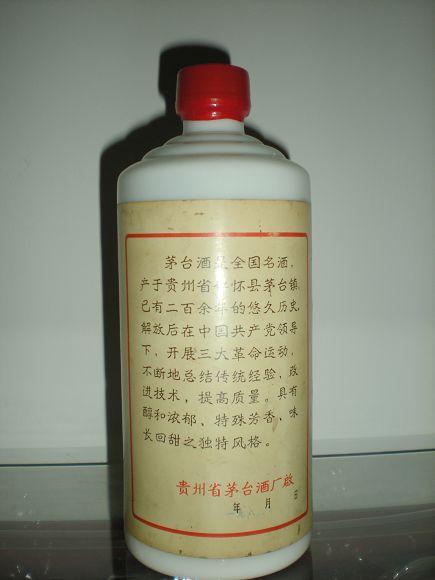 茅台酒是全国名酒,
产于贵州省仁怀县茅台镇,
已有二百余年的悠久历史,
解放后在中国共产党领导
下,开展三大革命运动,
不断地总结传统经验,改
进技术,提高质量。具有
醇和浓郁、特殊芳香、味
长回甜之独特风格。
贵州省茅台酒厂启
年 月 日